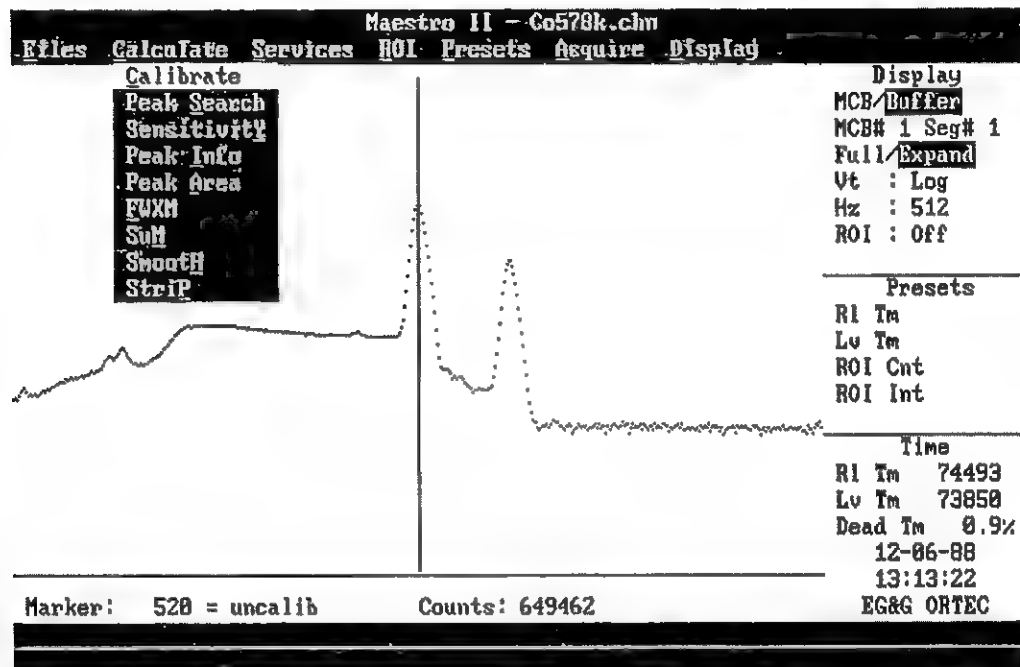 Maestro II - Co578k.chn
Files Calculate Services ROI Presets Acquire Display
Calibrate
Peak Search
Sensitivity
Peak Info
Peak Area
FWXM
SuM
SmootH
StriP
Display
MCB/Buffer
MCB# 1 Seg# 1
Full/Expand
Vt : Log
Hz : 512
ROI : Off
Presets
Rl Tm
Lv Tm
ROI Cnt
ROI Int
Time
Rl Tm 74493
Lv Tm 73850
Dead Tm 0.9%
12-06-88
13:13:22
EG&G ORTEC
Marker: 520 = uncalib Counts: 649462